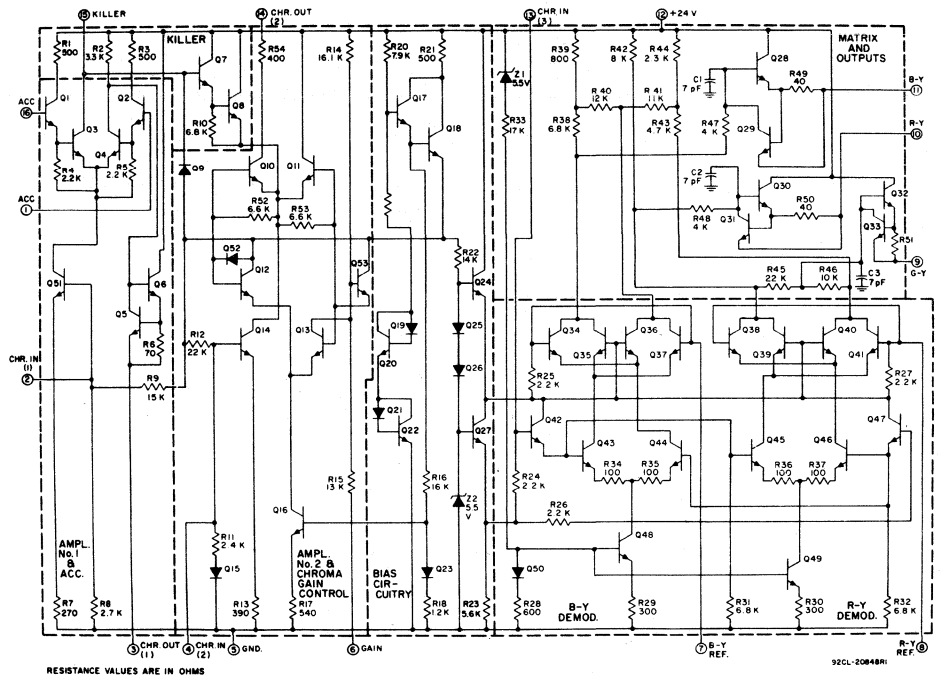 15 KILLER
14 CHR. OUT (2)
13 CHR. IN (3)
12 +24 V
R1 500
R2 3.3 K
R3 500
KILLER
Q7
Q8
R10 6.8 K
R54 400
R14 16.1 K
R20 7.9 K
R21 500
Z1 5.5V
R33 17 K
R39 800
R42 8 K
R44 2.3 K
R40 12 K
R41 11 K
R38 6.8 K
R43 4.7 K
C1 7 pF
Q28
R49 40
MATRIX AND OUTPUTS
B-Y 11
R-Y 10
R47 4 K
Q29
C2 7 pF
Q30
Q31
R50 40
R48 4 K
Q32
Q33
R51
9 G-Y
C3 7 pF
R45 22 K
R46 10 K
ACC 16
Q1
Q2
Q3
Q4
R4 2.2 K
R5 2.2 K
ACC 1
Q9
Q10
Q11
R52 6.6 K
R53 6.6 K
Q17
Q18
Q52
Q12
Q53
R22 14 K
Q24
Q51
Q6
Q5
R6 70
R12 22 K
Q14
Q13
Q19
Q20
Q25
Q26
Q21
Q22
Q27
CHR. IN (1) 2
R9 15 K
Q34
Q35
Q36
Q37
Q38
Q39
Q40
Q41
R25 2.2 K
R27 2.2 K
Q42
Q43
Q44
Q45
Q46
Q47
R34 100
R35 100
R36 100
R37 100
R24 2.2 K
R26 2.2 K
R15 13 K
R16 16 K
Z2 5.5 V
Q16
R11 2.4 K
Q15
Q48
Q49
Q50
Q23
AMPL. No. 1 & ACC.
AMPL. No. 2 & CHROMA GAIN CONTROL
BIAS CIRCUITRY
R7 270
R8 2.7 K
R13 390
R17 540
R18 1.2 K
R23 5.6 K
R28 600
B-Y DEMOD.
R29 300
R31 6.8 K
R30 300
R-Y DEMOD.
R32 6.8 K
3 CHR. OUT (1)
4 CHR. IN (2)
5 GND.
6 GAIN
7 B-Y REF.
R-Y REF. 8
RESISTANCE VALUES ARE IN OHMS
92CL-20848R1